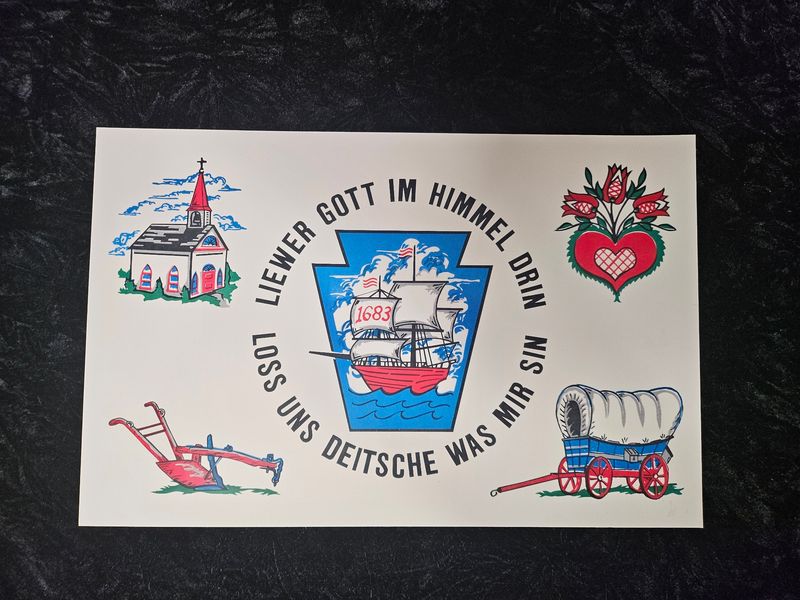 LIEWER GOTT IM HIMMEL DRIN
1683
LOSS UNS DEITSCHE WAS MIR SIN